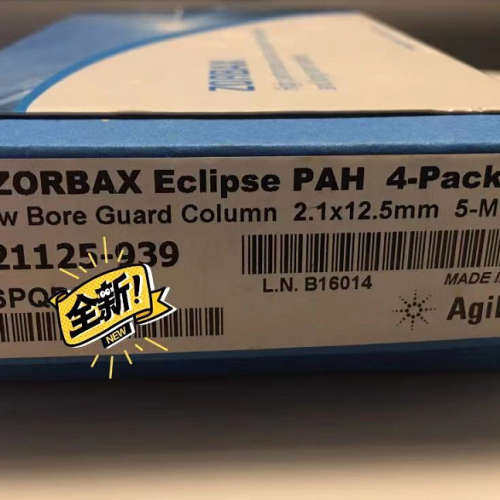 ZORBAX
ZORBAX Eclipse PAH 4-Pack
w Bore Guard Column 2.1x12.5mm 5-M
21125-939
L.N. B16014
MADE I
Agil
全新!
NEW